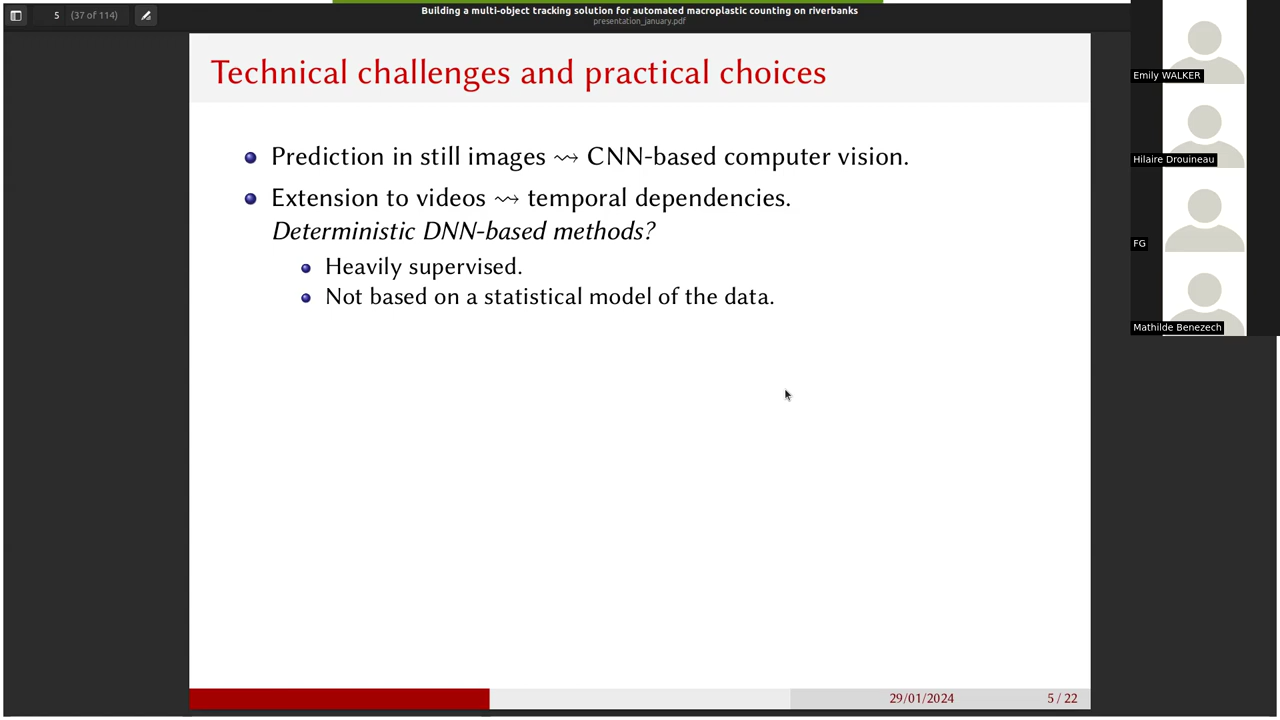 5 (37 of 114)
Building a multi-object tracking solution for automated macroplastic counting on riverbanks
presentation_january.pdf
Technical challenges and practical choices
Prediction in still images ⇝ CNN-based computer vision.
Extension to videos ⇝ temporal dependencies.
Deterministic DNN-based methods?
Heavily supervised.
Not based on a statistical model of the data.
29/01/2024 5 / 22
Emily WALKER
Hilaire Drouineau
FG
Mathilde Benezech